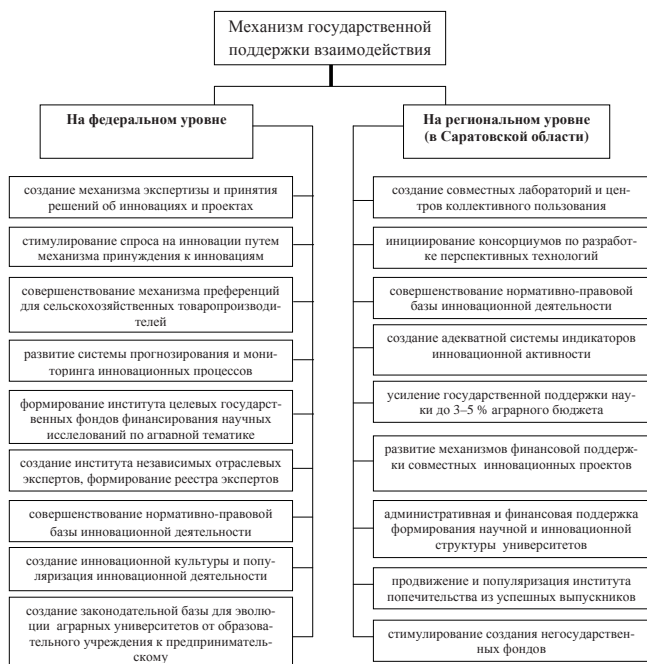 Механизм государственной
поддержки взаимодействия
На федеральном уровне
создание механизма экспертизы и принятия
решений об инновациях и проектах
стимулирование спроса на инновации путем
механизма принуждения к инновациям
совершенствование механизма преференций
для сельскохозяйственных товаропроизводи-
телей
развитие системы прогнозирования и мони-
торинга инновационных процессов
формирование института целевых государст-
венных фондов финансирования научных
исследований по аграрной тематике
создание института независимых отраслевых
экспертов, формирование реестра экспертов
совершенствование нормативно-правовой
базы инновационной деятельности
создание инновационной культуры и попу-
ляризация инновационной деятельности
создание законодательной базы для эволю-
ции аграрных университетов от образова-
тельного учреждения к предприниматель-
скому
На региональном уровне
(в Саратовской области)
создание совместных лабораторий и цен-
тров коллективного пользования
инициирование консорциумов по разработ-
ке перспективных технологий
совершенствование нормативно-правовой
базы инновационной деятельности
создание адекватной системы индикаторов
инновационной активности
усиление государственной поддержки нау-
ки до 3–5 % аграрного бюджета
развитие механизмов финансовой поддерж-
ки совместных инновационных проектов
административная и финансовая поддержка
формирования научной и инновационной
структуры университетов
продвижение и популяризация института
попечительства из успешных выпускников
стимулирование создания негосударствен-
ных фондов